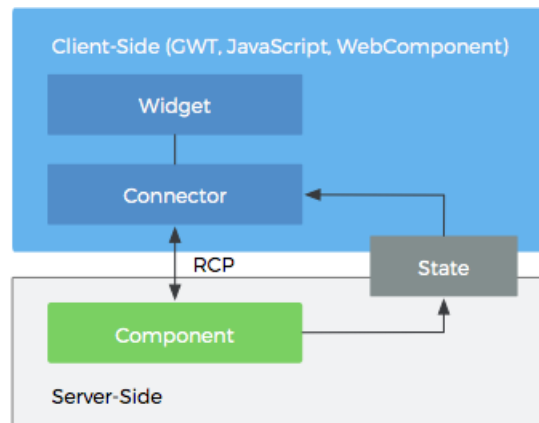 Client-Side (GWT, JavaScript, WebComponent)
Widget
Connector
RCP
State
Component
Server-Side